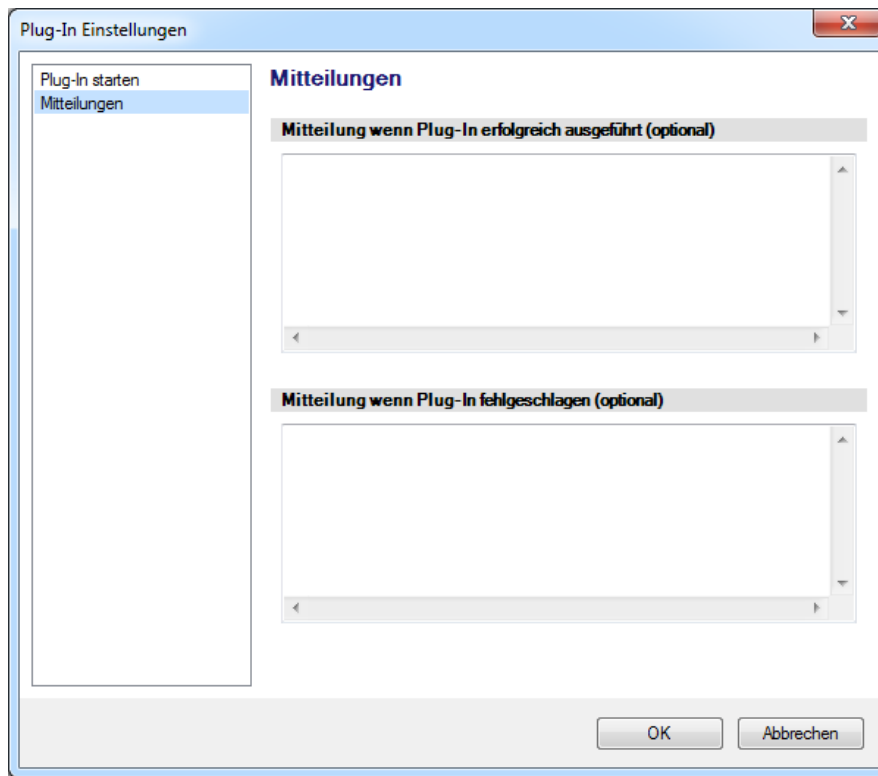 Plug-In Einstellungen
Plug-In starten
Mitteilungen
Mitteilungen
Mitteilung wenn Plug-In erfolgreich ausgeführt (optional)
Mitteilung wenn Plug-In fehlgeschlagen (optional)
OK
Abbrechen